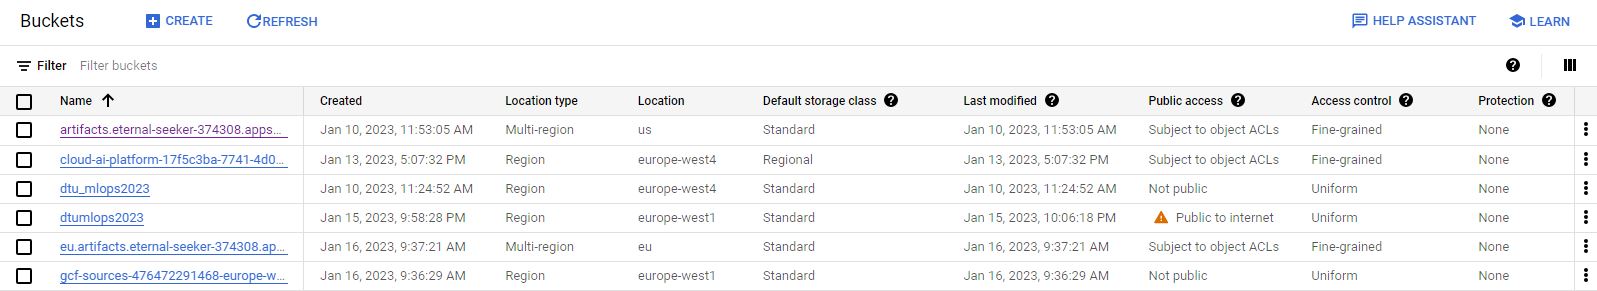 Buckets CREATE REFRESH HELP ASSISTANT LEARN
Filter Filter buckets
Name Created Location type Location Default storage class Last modified Public access Access control Protection
artifacts.eternal-seeker-374308.apps... Jan 10, 2023, 11:53:05 AM Multi-region us Standard Jan 10, 2023, 11:53:05 AM Subject to object ACLs Fine-grained None
cloud-ai-platform-17f5c3ba-7741-4d0... Jan 13, 2023, 5:07:32 PM Region europe-west4 Regional Jan 13, 2023, 5:07:32 PM Subject to object ACLs Fine-grained None
dtu_mlops2023 Jan 10, 2023, 11:24:52 AM Region europe-west4 Standard Jan 10, 2023, 11:24:52 AM Not public Uniform None
dtumlops2023 Jan 15, 2023, 9:58:28 PM Region europe-west1 Standard Jan 15, 2023, 10:06:18 PM Public to internet Uniform None
eu.artifacts.eternal-seeker-374308.ap... Jan 16, 2023, 9:37:21 AM Multi-region eu Standard Jan 16, 2023, 9:37:21 AM Subject to object ACLs Fine-grained None
gcf-sources-476472291468-europe-w... Jan 16, 2023, 9:36:29 AM Region europe-west1 Standard Jan 16, 2023, 9:36:29 AM Not public Uniform None